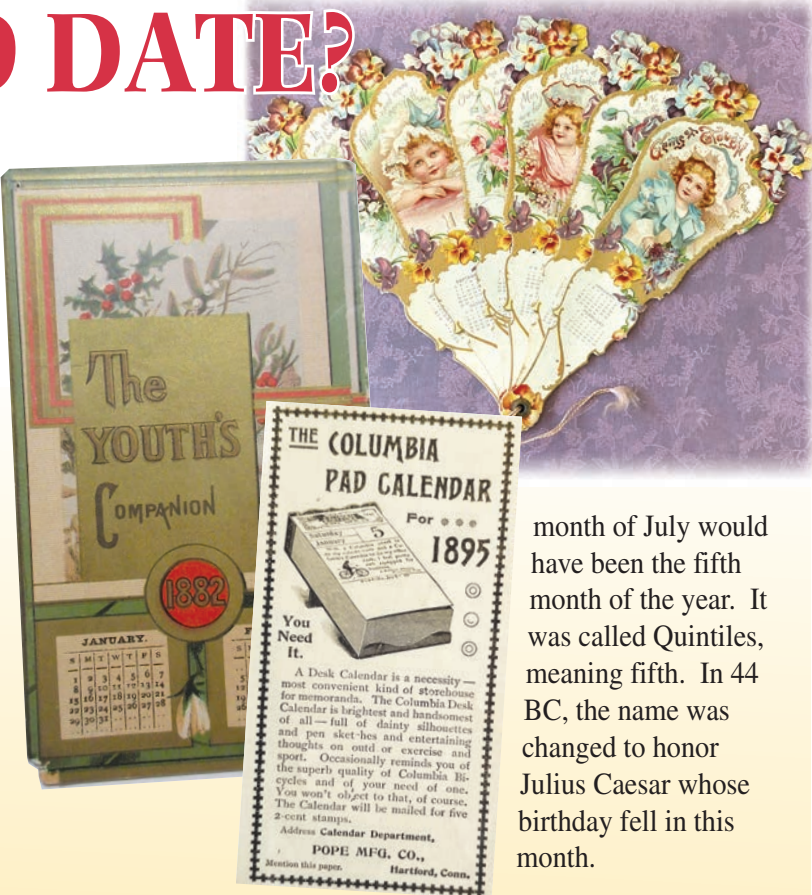 DATE?
The
YOUTH'S
COMPANION
1882
JANUARY.
S M T W T F S
1 2 3 4 5 6 7
8 9 10 11 12 13 14
15 16 17 18 19 20 21
22 23 24 25 26 27 28
29 30 31
THE COLUMBIA
PAD CALENDAR
For
1895
Saturday
January 5
You
Need
It.
A Desk Calendar is a necessity—
most convenient kind of storehouse
for memoranda. The Columbia Desk
Calendar is brightest and handsomest
of all—full of dainty silhouettes
and pen sket-hes and entertaining
thoughts on outd or exercise and
sport. Occasionally reminds you of
the superb quality of Columbia Bi-
cycles and of your need of one.
You won't object to that, of course.
The Calendar will be mailed for five
2-cent stamps.
Address Calendar Department,
POPE MFG. CO.,
Mention this paper. Hartford, Conn.
month of July would
have been the fifth
month of the year. It
was called Quintiles,
meaning fifth. In 44
BC, the name was
changed to honor
Julius Caesar whose
birthday fell in this
month.